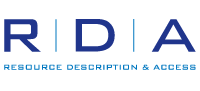 R | D | A
RESOURCE DESCRIPTION & ACCESS